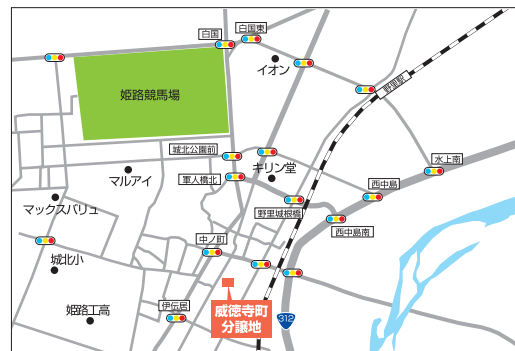 白国
白国東
イオン
野里駅
姫路競馬場
城北公園前
キリン堂
水上南
マルアイ
軍人橋北
西中島
マックスバリュ
野里城根橋
西中島南
中ノ町
城北小
威徳寺町
分譲地
伊伝居
312
姫路工高